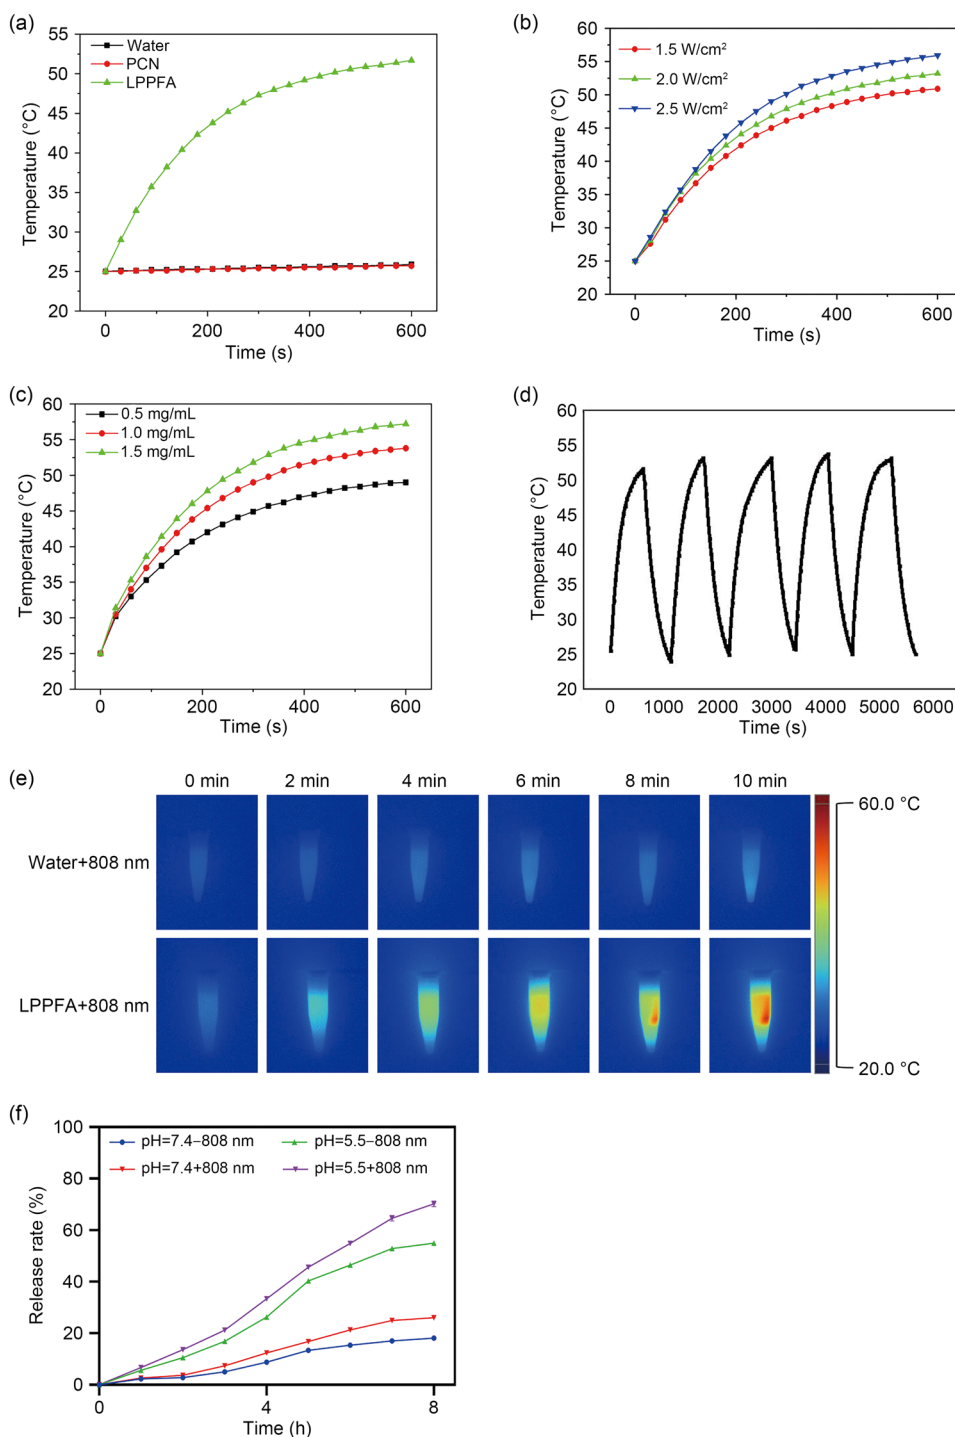 (a)
55
50
45
40
35
30
25
20
Temperature (°C)
Water
PCN
LPPFA
0 200 400 600
Time (s)
(b)
60
55
50
45
40
35
30
25
20
Temperature (°C)
1.5 W/cm²
2.0 W/cm²
2.5 W/cm²
0 200 400 600
Time (s)
(c)
60
55
50
45
40
35
30
25
20
Temperature (°C)
0.5 mg/mL
1.0 mg/mL
1.5 mg/mL
0 200 400 600
Time (s)
(d)
60
55
50
45
40
35
30
25
20
Temperature (°C)
0 1000 2000 3000 4000 5000 6000
Time (s)
(e)
0 min 2 min 4 min 6 min 8 min 10 min
Water+808 nm
LPPFA+808 nm
60.0 °C
20.0 °C
(f)
100
80
60
40
20
0
Release rate (%)
pH=7.4−808 nm pH=5.5−808 nm
pH=7.4+808 nm pH=5.5+808 nm
0 4 8
Time (h)